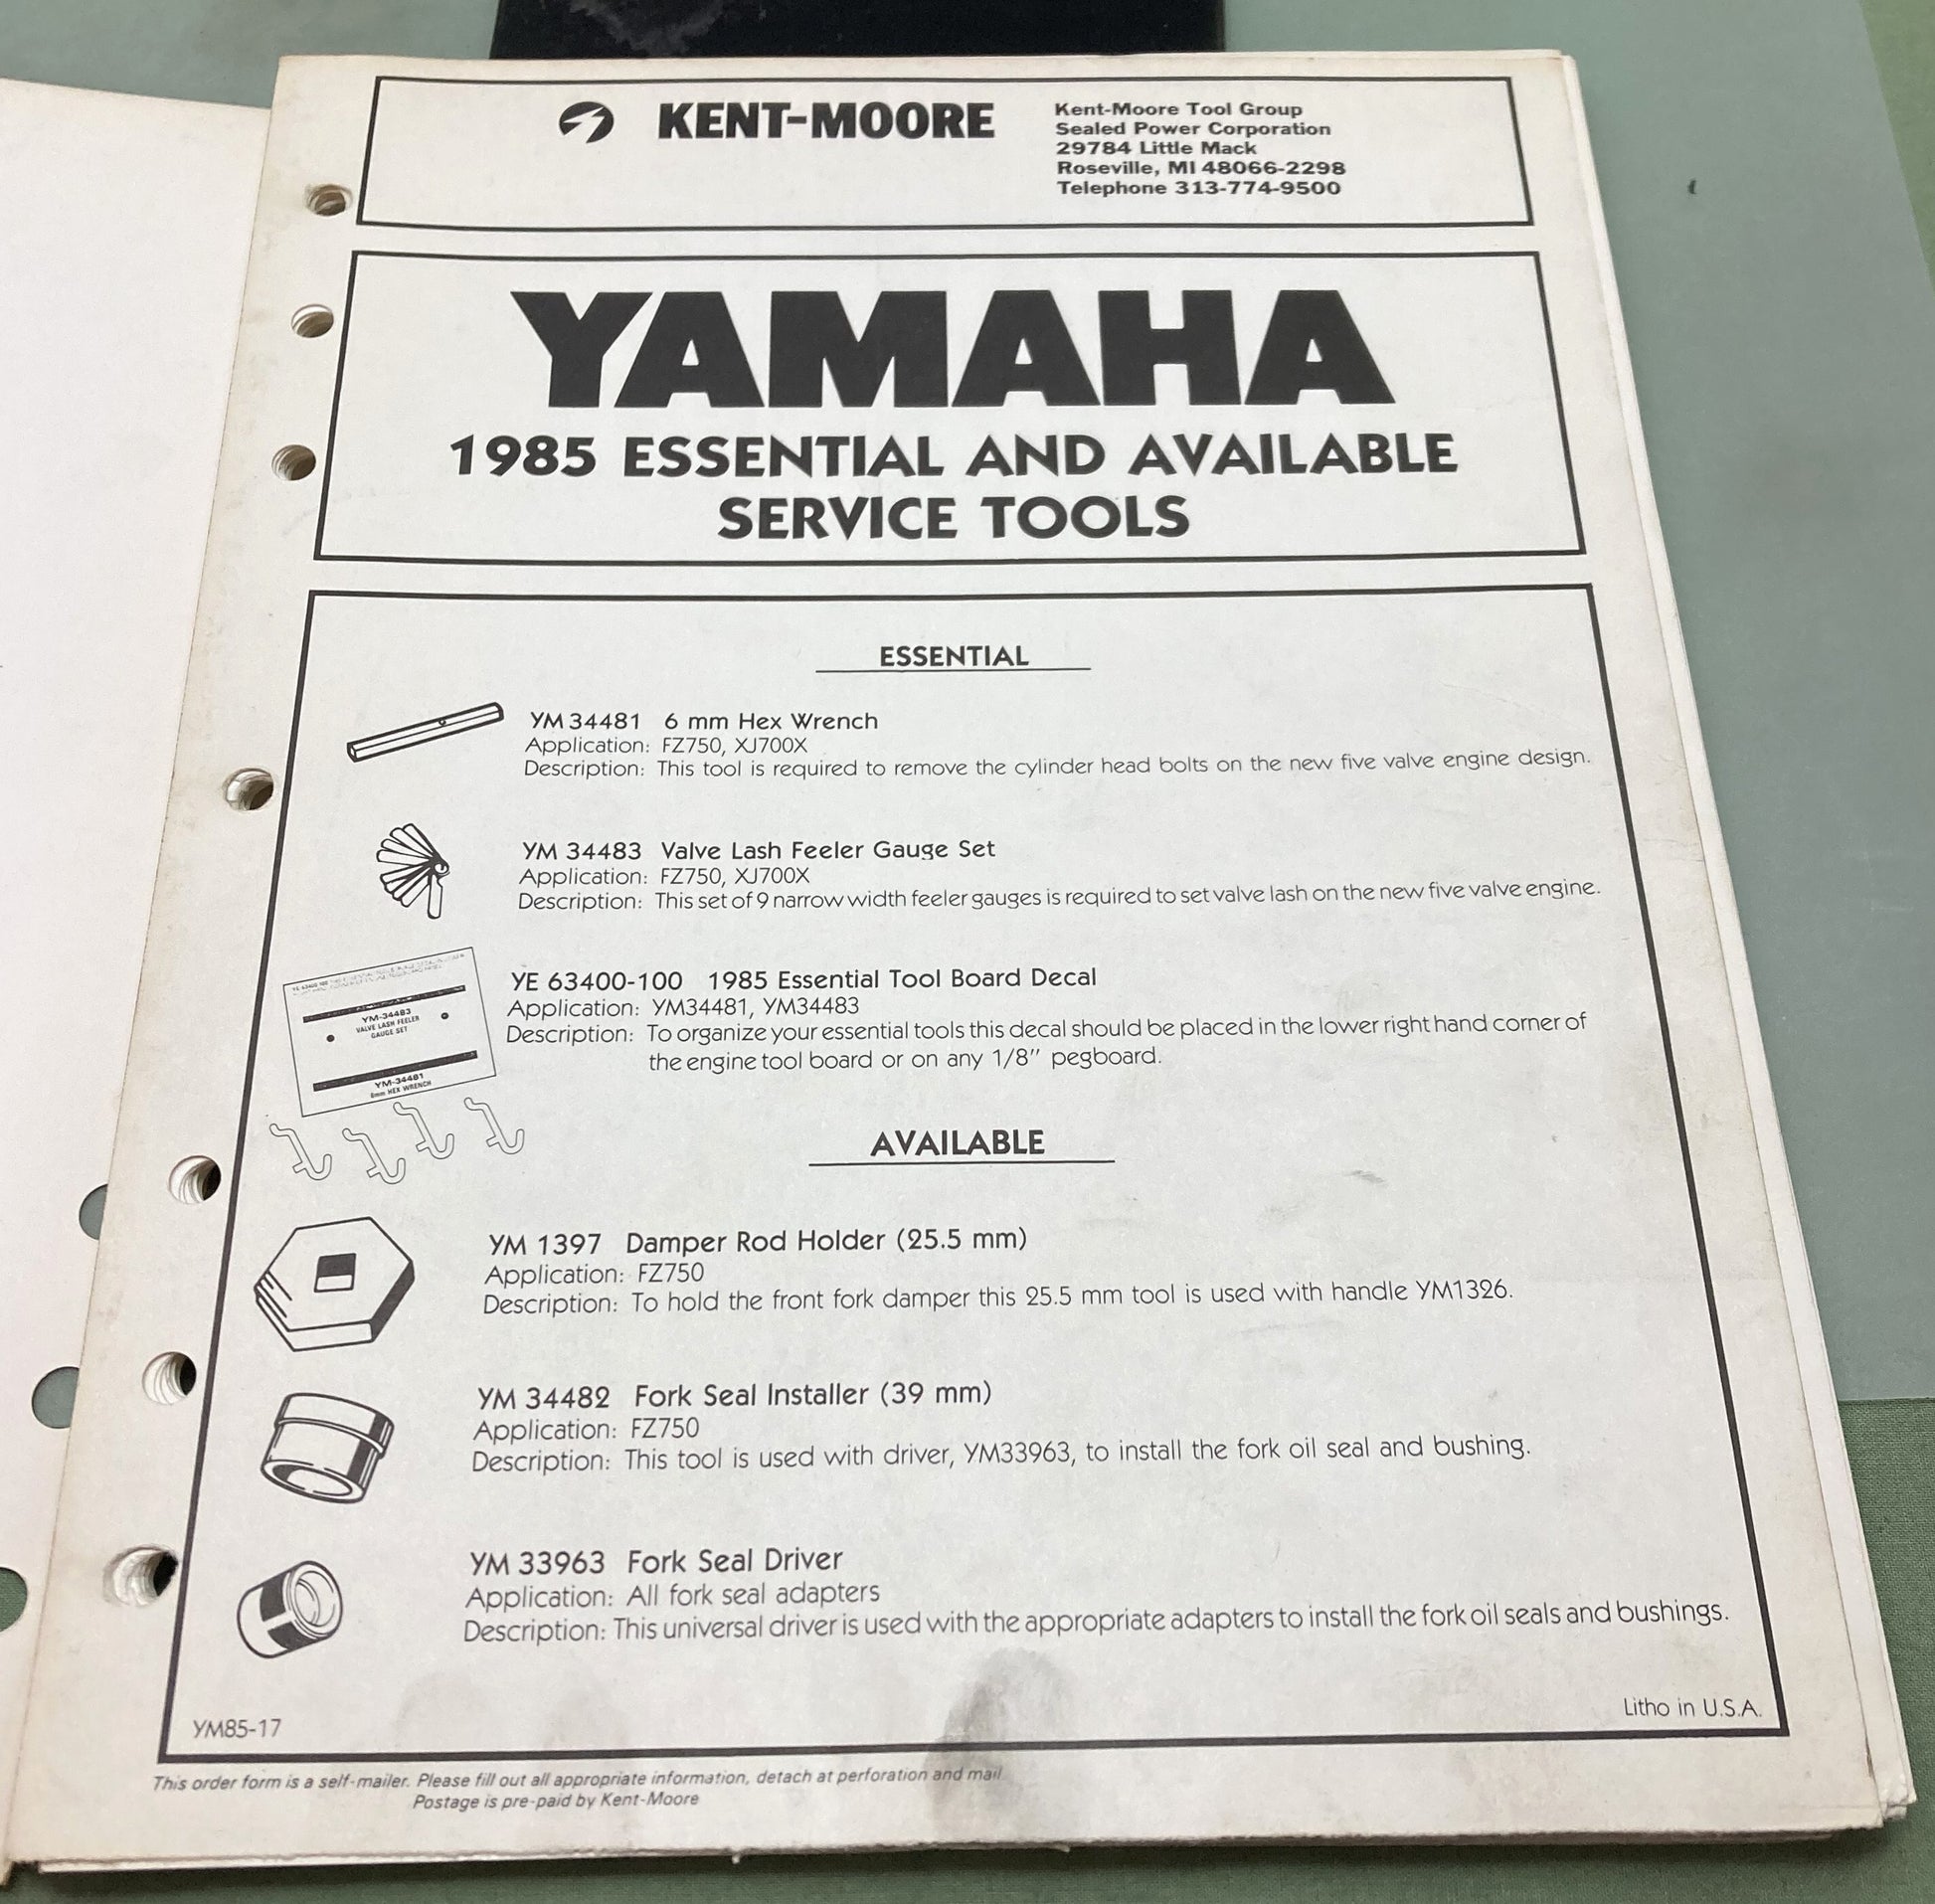 KENT-MOORE
Kent-Moore Tool Group
Sealed Power Corporation
29784 Little Mack
Roseville, MI 48066-2298
Telephone 313-774-9500
YAMAHA
1985 ESSENTIAL AND AVAILABLE
SERVICE TOOLS
ESSENTIAL
YM 34481 6 mm Hex Wrench
Application: FZ750, XJ700X
Description: This tool is required to remove the cylinder head bolts on the new five valve engine design.
YM 34483 Valve Lash Feeler Gauge Set
Application: FZ750, XJ700X
Description: This set of 9 narrow width feeler gauges is required to set valve lash on the new five valve engine.
YM-34483
VALVE LASH FEELER
GAUGE SET
YM-34481
6mm HEX WRENCH
YE 63400-100 1985 Essential Tool Board Decal
Application: YM34481, YM34483
Description: To organize your essential tools this decal should be placed in the lower right hand corner of
the engine tool board or on any 1/8" pegboard.
AVAILABLE
YM 1397 Damper Rod Holder (25.5 mm)
Application: FZ750
Description: To hold the front fork damper this 25.5 mm tool is used with handle YM1326.
YM 34482 Fork Seal Installer (39 mm)
Application: FZ750
Description: This tool is used with driver, YM33963, to install the fork oil seal and bushing.
YM 33963 Fork Seal Driver
Application: All fork seal adapters
Description: This universal driver is used with the appropriate adapters to install the fork oil seals and bushings.
YM85-17
Litho in U.S.A.
This order form is a self-mailer. Please fill out all appropriate information, detach at perforation and mail
Postage is pre-paid by Kent-Moore